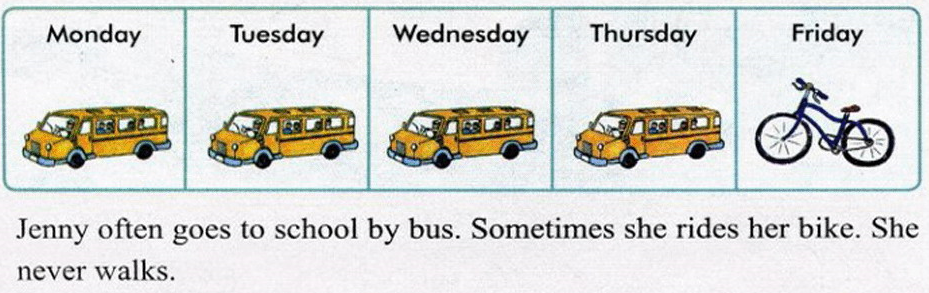 Monday Tuesday Wednesday Thursday Friday
Jenny often goes to school by bus. Sometimes she rides her bike. She
never walks.